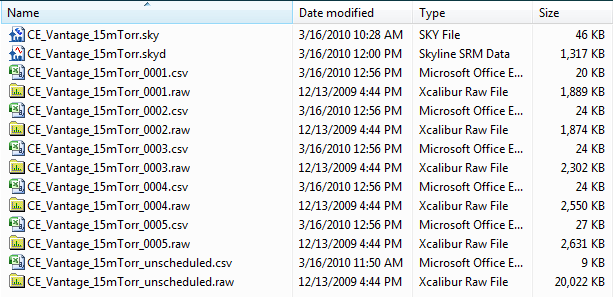 Name Date modified Type Size
CE_Vantage_15mTorr.sky 3/16/2010 10:28 AM SKY File 46 KB
CE_Vantage_15mTorr.skyd 3/16/2010 12:00 PM Skyline SRM Data 1,317 KB
CE_Vantage_15mTorr_0001.csv 3/16/2010 12:56 PM Microsoft Office E... 20 KB
CE_Vantage_15mTorr_0001.raw 12/13/2009 4:44 PM Xcalibur Raw File 1,889 KB
CE_Vantage_15mTorr_0002.csv 3/16/2010 12:56 PM Microsoft Office E... 24 KB
CE_Vantage_15mTorr_0002.raw 12/13/2009 4:44 PM Xcalibur Raw File 1,874 KB
CE_Vantage_15mTorr_0003.csv 3/16/2010 12:56 PM Microsoft Office E... 24 KB
CE_Vantage_15mTorr_0003.raw 12/13/2009 4:44 PM Xcalibur Raw File 2,302 KB
CE_Vantage_15mTorr_0004.csv 3/16/2010 12:56 PM Microsoft Office E... 24 KB
CE_Vantage_15mTorr_0004.raw 12/13/2009 4:44 PM Xcalibur Raw File 2,550 KB
CE_Vantage_15mTorr_0005.csv 3/16/2010 12:56 PM Microsoft Office E... 27 KB
CE_Vantage_15mTorr_0005.raw 12/13/2009 4:44 PM Xcalibur Raw File 2,631 KB
CE_Vantage_15mTorr_unscheduled.csv 3/16/2010 11:50 AM Microsoft Office E... 9 KB
CE_Vantage_15mTorr_unscheduled.raw 12/13/2009 4:44 PM Xcalibur Raw File 20,022 KB